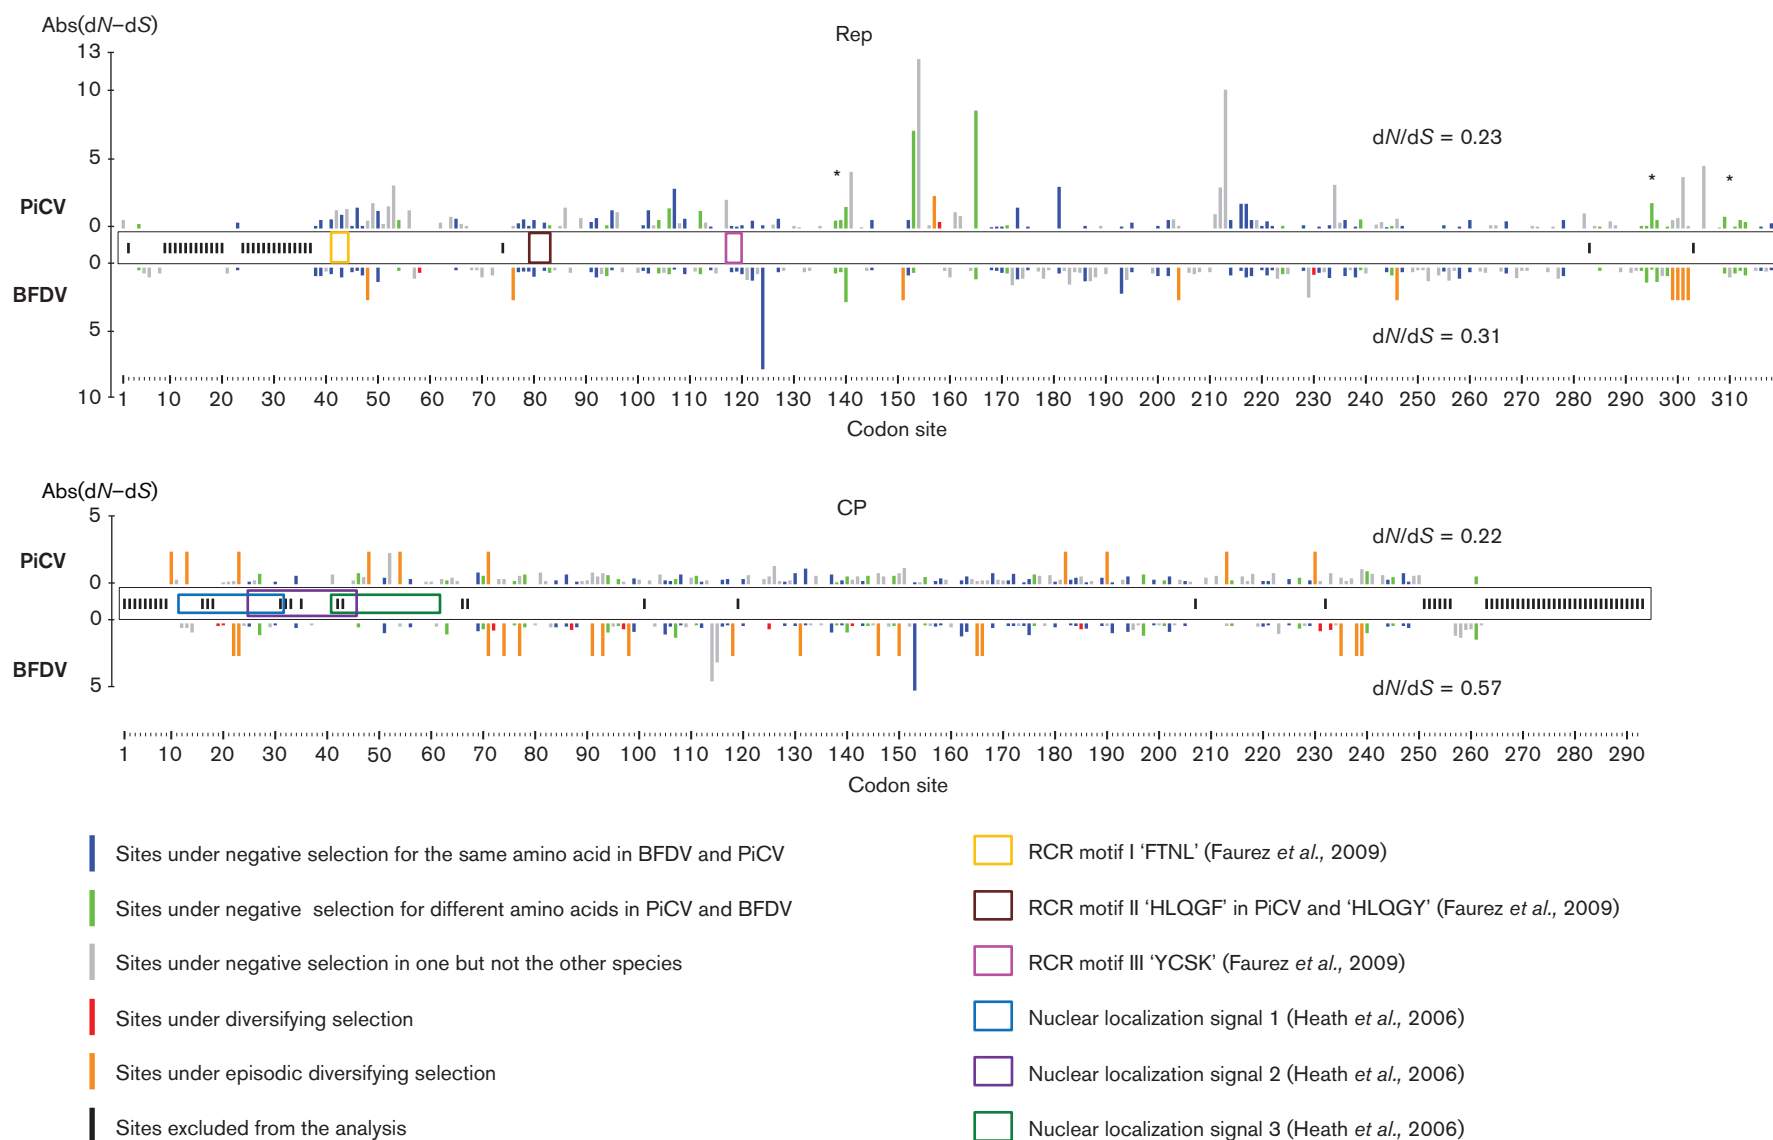 Abs(dN–dS)
Rep
13
10
dN/dS = 0.23
5
*
*
*
PiCV
0
0
BFDV
5
dN/dS = 0.31
10
1 10 20 30 40 50 60 70 80 90 100 110 120 130 140 150 160 170 180 190 200 210 220 230 240 250 260 270 280 290 300 310
Codon site
Abs(dN–dS)
CP
5
dN/dS = 0.22
PiCV
0
0
BFDV
5
dN/dS = 0.57
1 10 20 30 40 50 60 70 80 90 100 110 120 130 140 150 160 170 180 190 200 210 220 230 240 250 260 270 280 290
Codon site
Sites under negative selection for the same amino acid in BFDV and PiCV
Sites under negative selection for different amino acids in PiCV and BFDV
Sites under negative selection in one but not the other species
Sites under diversifying selection
Sites under episodic diversifying selection
Sites excluded from the analysis
RCR motif I ‘FTNL’ (Faurez et al., 2009)
RCR motif II ‘HLQGF’ in PiCV and ‘HLQGY’ (Faurez et al., 2009)
RCR motif III ‘YCSK’ (Faurez et al., 2009)
Nuclear localization signal 1 (Heath et al., 2006)
Nuclear localization signal 2 (Heath et al., 2006)
Nuclear localization signal 3 (Heath et al., 2006)